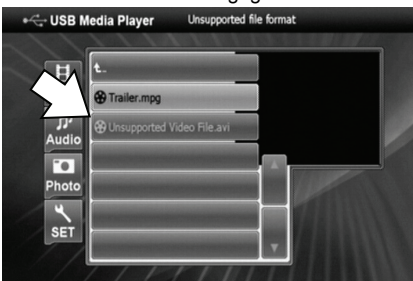 USB Media Player Unsupported file format
t..
Trailer.mpg
Unsupported Video File.avi
Audio
Photo
SET